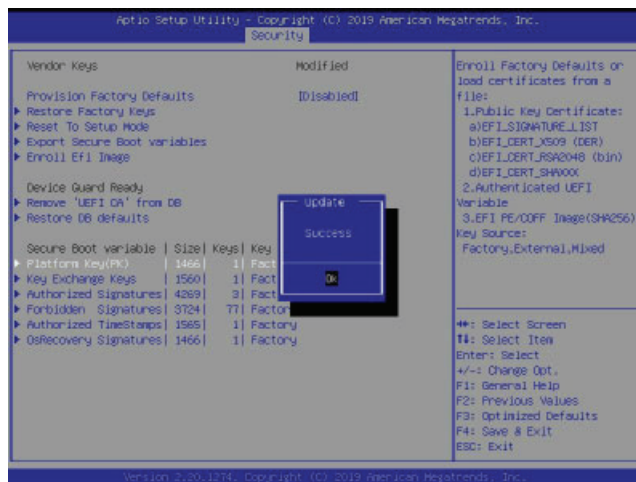 Aptio Setup Utility - Copyright (C) 2019 American Megatrends, Inc.
Security
Vendor Keys Modified
Provision Factory Defaults [Disabled]
Restore Factory Keys
Reset To Setup Mode
Export Secure Boot variables
Enroll Efi Image
Device Guard Ready
Remove 'UEFI CA' from DB
Restore DB defaults
Secure Boot variable | Size| Keys| Key
Platform Key(PK) | 1466| 1| Fact
Key Exchange Keys | 1560| 1| Fact
Authorized Signatures| 4269| 3| Fact
Forbidden Signatures| 3724| 77| Factor
Authorized TimeStamps| 1565| 1| Factory
OsRecovery Signatures| 1466| 1| Factory
Update
Success
Ok
Enroll Factory Defaults or
load certificates from a
file:
1.Public Key Certificate:
a)EFI_SIGNATURE_LIST
b)EFI_CERT_X509 (DER)
c)EFI_CERT_RSA2048 (bin)
d)EFI_CERT_SHAXXX
2.Authenticated UEFI
Variable
3.EFI PE/COFF Image(SHA256)
Key Source:
Factory,External,Mixed
→←: Select Screen
↑↓: Select Item
Enter: Select
+/-: Change Opt.
F1: General Help
F2: Previous Values
F3: Optimized Defaults
F4: Save & Exit
ESC: Exit
Version 2.20.1274. Copyright (C) 2019 American Megatrends, Inc.